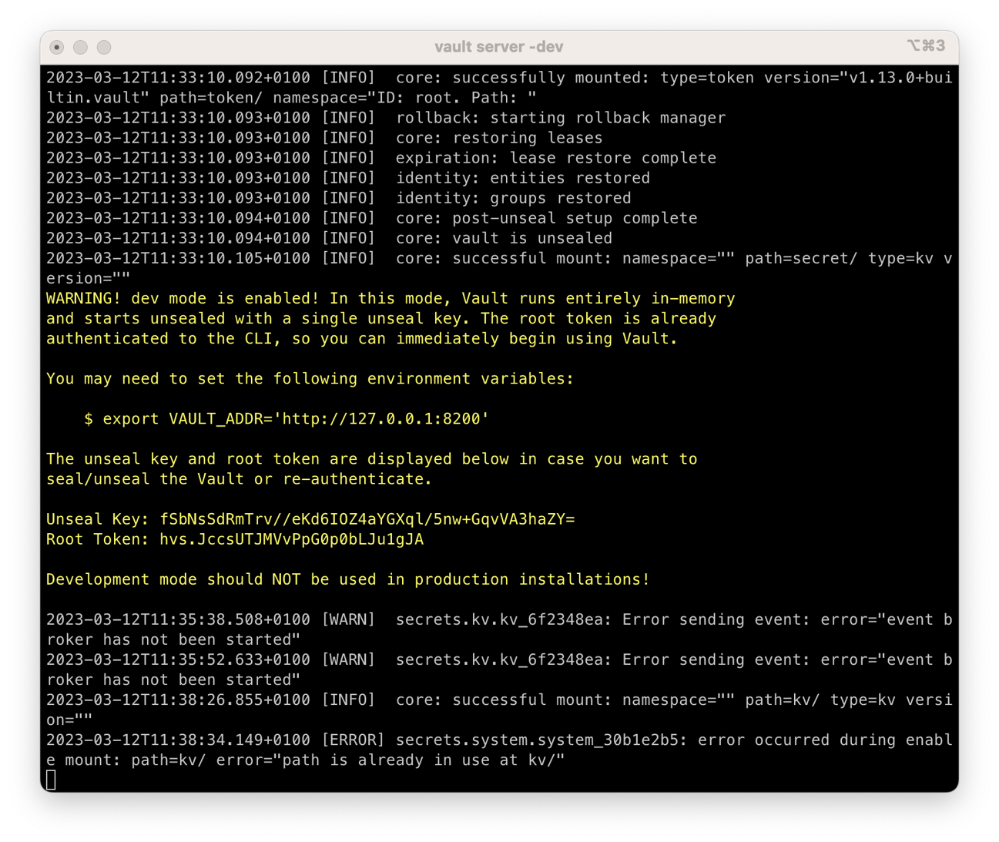 vault server -dev
⌥⌘3
2023-03-12T11:33:10.092+0100 [INFO]  core: successfully mounted: type=token version="v1.13.0+bui
ltin.vault" path=token/ namespace="ID: root. Path: "
2023-03-12T11:33:10.093+0100 [INFO]  rollback: starting rollback manager
2023-03-12T11:33:10.093+0100 [INFO]  core: restoring leases
2023-03-12T11:33:10.093+0100 [INFO]  expiration: lease restore complete
2023-03-12T11:33:10.093+0100 [INFO]  identity: entities restored
2023-03-12T11:33:10.093+0100 [INFO]  identity: groups restored
2023-03-12T11:33:10.094+0100 [INFO]  core: post-unseal setup complete
2023-03-12T11:33:10.094+0100 [INFO]  core: vault is unsealed
2023-03-12T11:33:10.105+0100 [INFO]  core: successful mount: namespace="" path=secret/ type=kv v
ersion=""
WARNING! dev mode is enabled! In this mode, Vault runs entirely in-memory
and starts unsealed with a single unseal key. The root token is already
authenticated to the CLI, so you can immediately begin using Vault.
You may need to set the following environment variables:
    $ export VAULT_ADDR='http://127.0.0.1:8200'
The unseal key and root token are displayed below in case you want to
seal/unseal the Vault or re-authenticate.
Unseal Key: fSbNsSdRmTrv//eKd6IOZ4aYGXql/5nw+GqvVA3haZY=
Root Token: hvs.JccsUTJMVvPpG0p0bLJu1gJA
Development mode should NOT be used in production installations!
2023-03-12T11:35:38.508+0100 [WARN]  secrets.kv.kv_6f2348ea: Error sending event: error="event b
roker has not been started"
2023-03-12T11:35:52.633+0100 [WARN]  secrets.kv.kv_6f2348ea: Error sending event: error="event b
roker has not been started"
2023-03-12T11:38:26.855+0100 [INFO]  core: successful mount: namespace="" path=kv/ type=kv versi
on=""
2023-03-12T11:38:34.149+0100 [ERROR] secrets.system.system_30b1e2b5: error occurred during enabl
e mount: path=kv/ error="path is already in use at kv/"